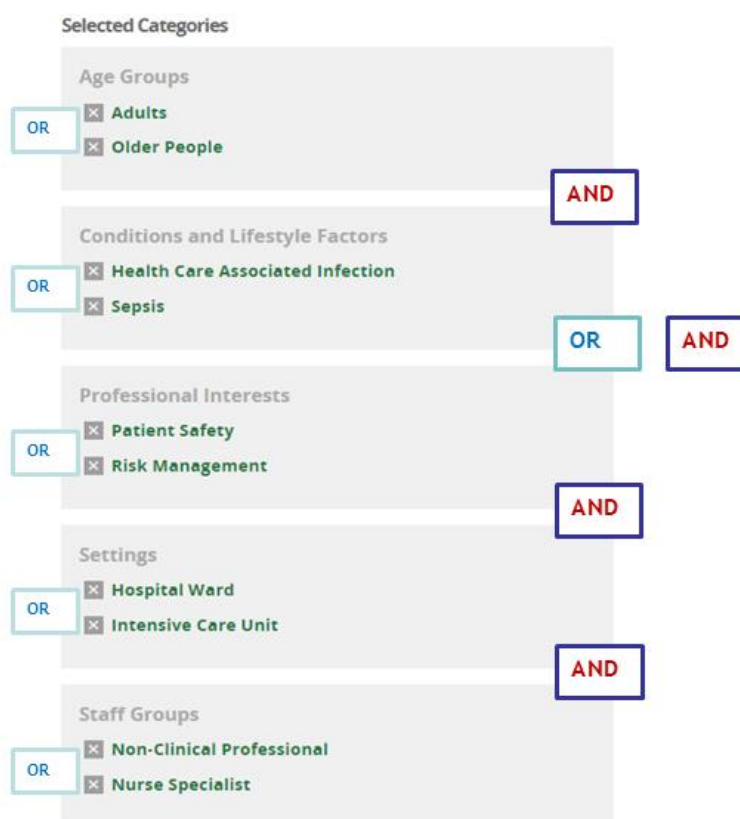 Selected Categories
Age Groups
Adults
OR
Older People
AND
Conditions and Lifestyle Factors
Health Care Associated Infection
OR
Sepsis
OR AND
Professional Interests
Patient Safety
OR
Risk Management
AND
Settings
Hospital Ward
OR
Intensive Care Unit
AND
Staff Groups
Non-Clinical Professional
OR
Nurse Specialist